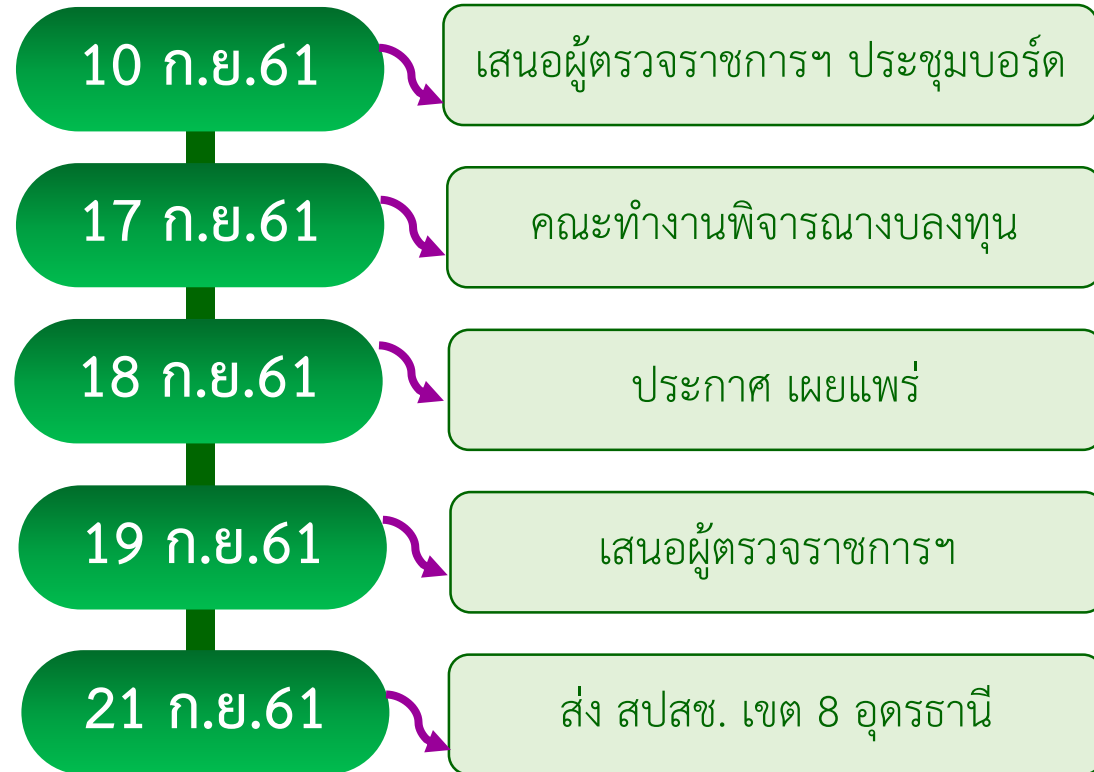 10 ก.ย.61
เสนอผู้ตรวจราชการฯ ประชุมบอร์ด
17 ก.ย.61
คณะทำงานพิจารณางบลงทุน
18 ก.ย.61
ประกาศ เผยแพร่
19 ก.ย.61
เสนอผู้ตรวจราชการฯ
21 ก.ย.61
ส่ง สปสช. เขต 8 อุดรธานี